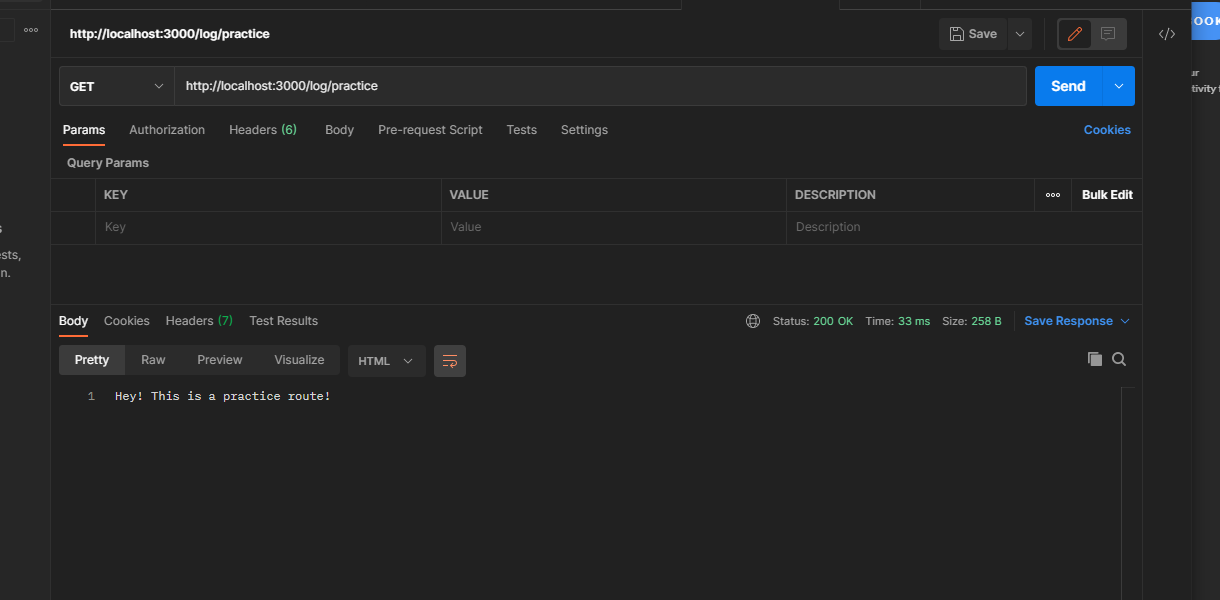 http://localhost:3000/log/practice
Save
</>
OOK
GET
http://localhost:3000/log/practice
Send
ur
tivity f
Params Authorization Headers (6) Body Pre-request Script Tests Settings Cookies
Query Params
KEY VALUE DESCRIPTION Bulk Edit
Key Value Description
s
ests,
n.
Body Cookies Headers (7) Test Results Status: 200 OK Time: 33 ms Size: 258 B Save Response
Pretty Raw Preview Visualize HTML
1 Hey! This is a practice route!